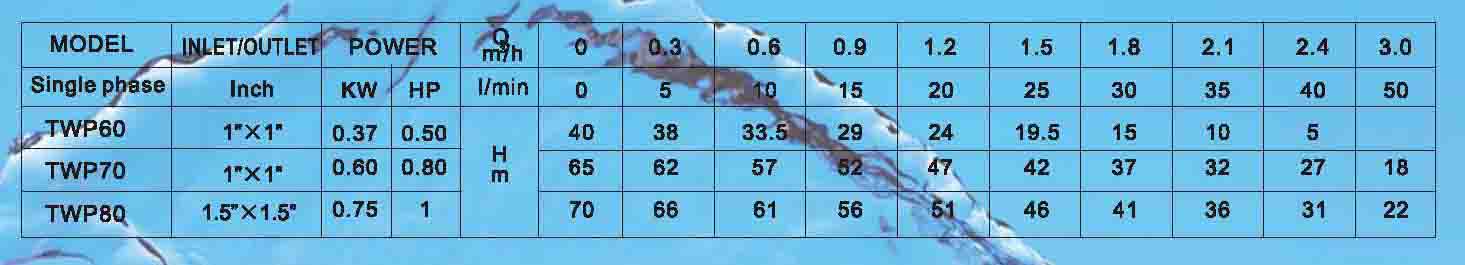 MODEL INLET/OUTLET POWER Q m³/h 0 0.3 0.6 0.9 1.2 1.5 1.8 2.1 2.4 3.0
Single phase Inch KW HP l/min 0 5 10 15 20 25 30 35 40 50
TWP60 1"×1" 0.37 0.50 H m 40 38 33.5 29 24 19.5 15 10 5
TWP70 1"×1" 0.60 0.80 65 62 57 52 47 42 37 32 27 18
TWP80 1.5"×1.5" 0.75 1 70 66 61 56 51 46 41 36 31 22